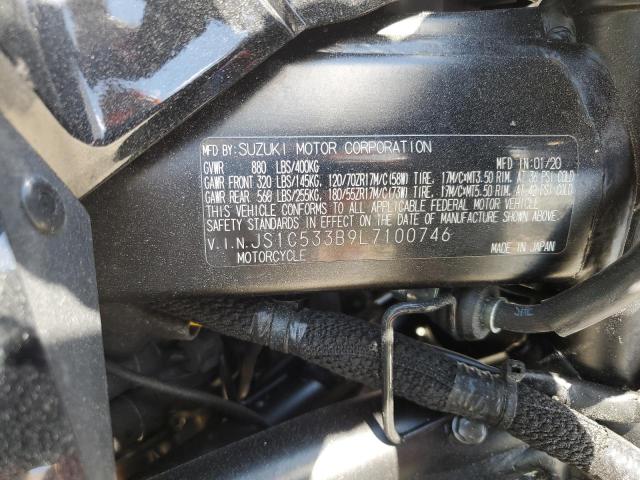 MFD BY: SUZUKI MOTOR CORPORATION MFD IN: 01/20
GVWR 880 LBS/400KG
GAWR FRONT 320 LBS/145KG, 120/70ZR17M/C(58W) TIRE, 17M/C×MT3.50 RIM, AT 36 PSI COLD
GAWR REAR 560 LBS/255KG, 180/55ZR17M/C(73W) TIRE, 17M/C×MT5.50 RIM, AT 42 PSI COLD
THIS VEHICLE CONFORMS TO ALL APPLICABLE FEDERAL MOTOR VEHICLE
SAFETY STANDARDS IN EFFECT ON THE DATE OF MANUFACTURE SHOWN ABOVE.
V.I.N. JS1C533B9L7100746
MOTORCYCLE MADE IN JAPAN